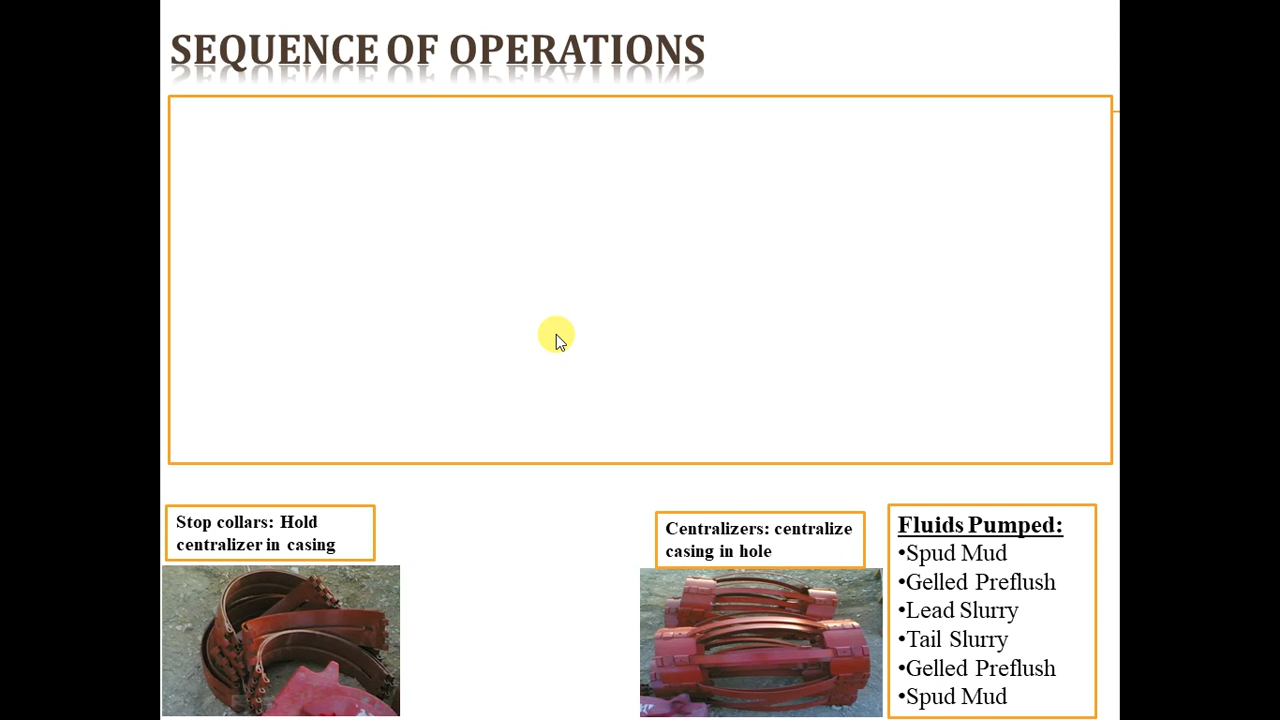 SEQUENCE OF OPERATIONS
Stop collars: Hold
centralizer in casing
Centralizers: centralize
casing in hole
Fluids Pumped:
•Spud Mud
•Gelled Preflush
•Lead Slurry
•Tail Slurry
•Gelled Preflush
•Spud Mud